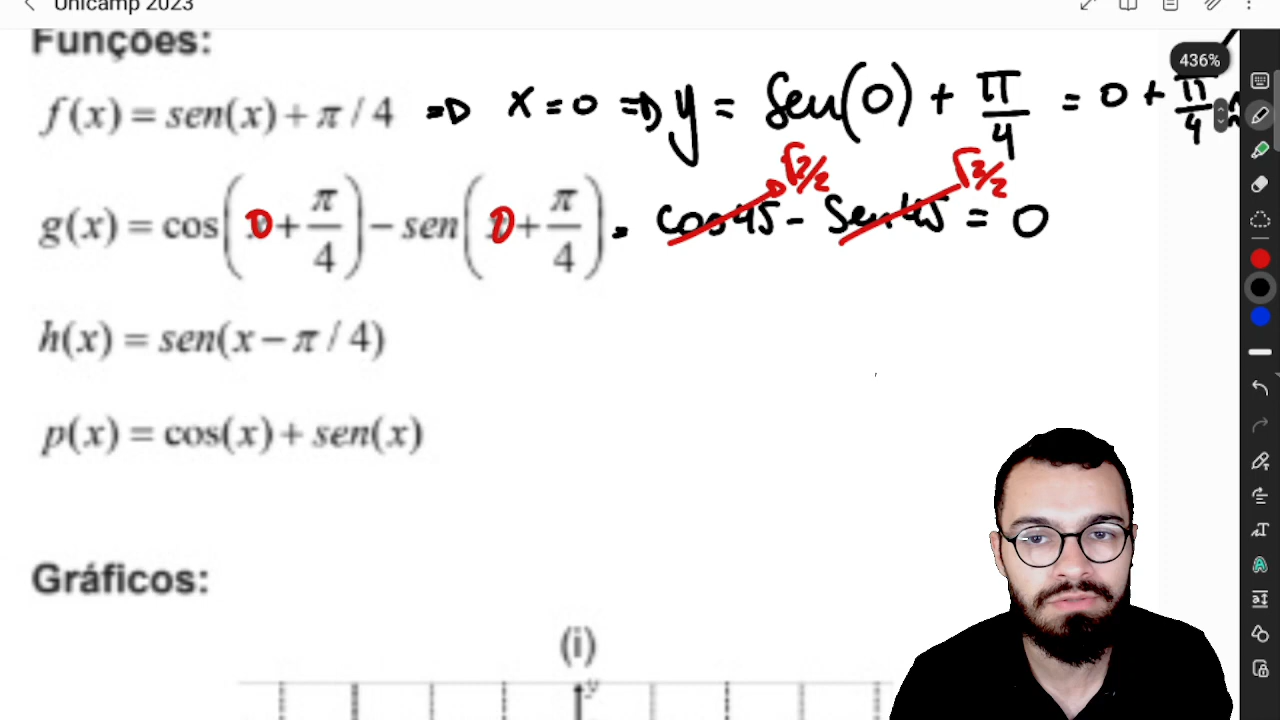 Unicamp 2023
Funções:
436%
f(x) = sen(x) + π / 4 => x = 0 => y = Sen(0) + π/4 = 0 + π/4
g(x) = cos(0 + π/4) − sen(0 + π/4) = cos 45 - Sen 45 = 0
√2/2 √2/2
h(x) = sen(x − π / 4)
p(x) = cos(x) + sen(x)
Gráficos:
(i)
y